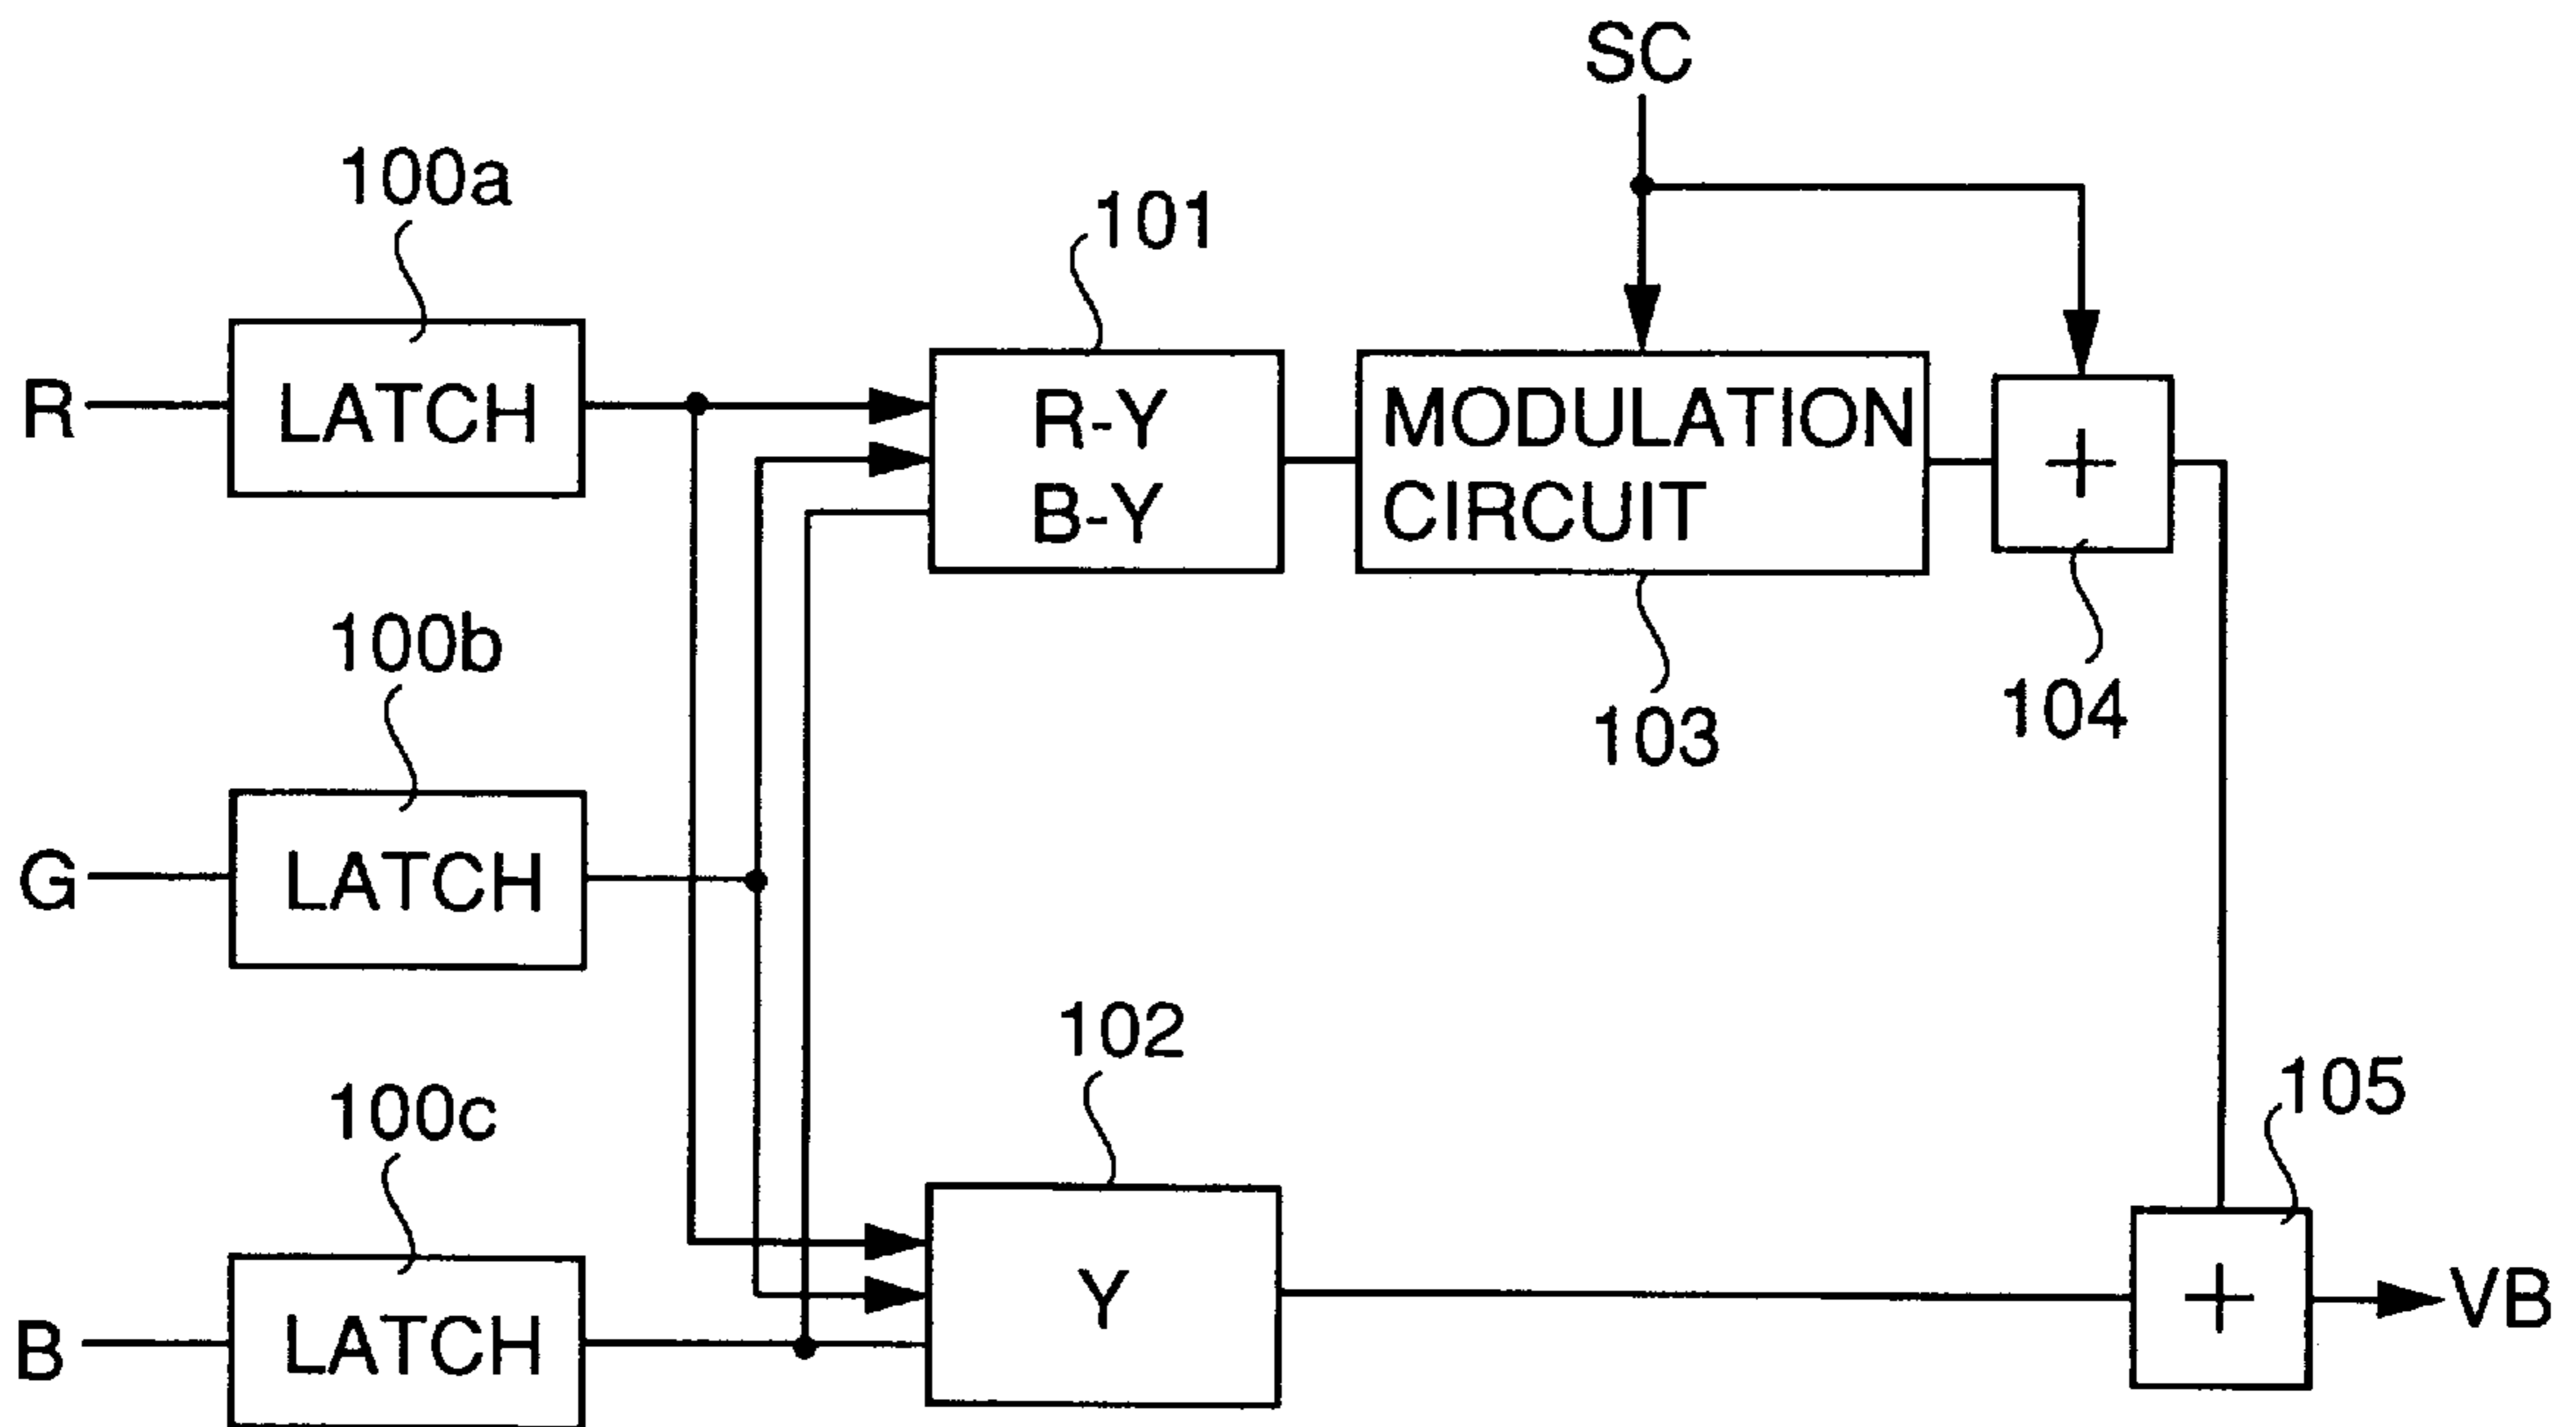 SC
100a
101
R
LATCH
R-Y
B-Y
MODULATION
CIRCUIT
+
104
103
100b
G
LATCH
102
100c
105
B
LATCH
Y
+
VB